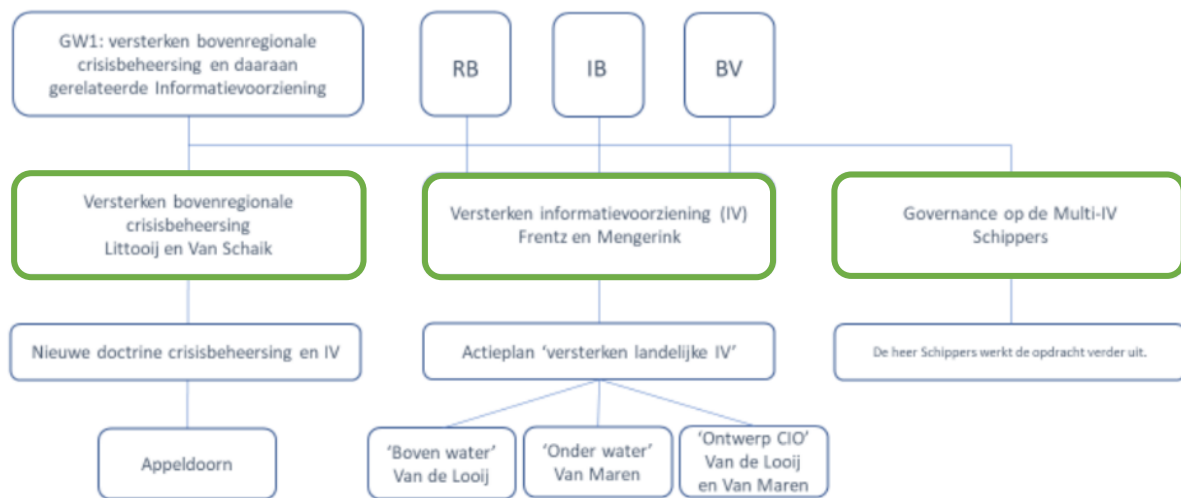 GW1: versterken bovenregionale
crisisbeheersing en daaraan
gerelateerde Informatievoorziening
RB
IB
BV
Versterken bovenregionale
crisisbeheersing
Littooij en Van Schaik
Versterken informatievoorziening (IV)
Frentz en Mengerink
Governance op de Multi-IV
Schippers
Nieuwe doctrine crisisbeheersing en IV
Actieplan ‘versterken landelijke IV’
De heer Schippers werkt de opdracht verder uit.
Appeldoorn
‘Boven water’
Van de Looij
‘Onder water’
Van Maren
‘Ontwerp CIO’
Van de Looij
en Van Maren